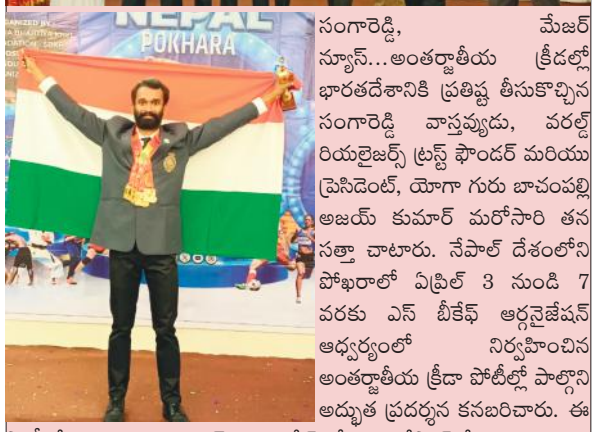 NEPAL
POKHARA
సంగారెడ్డి, మేజర్
న్యూస్...అంతర్జాతీయ క్రీడల్లో
భారతదేశానికి ప్రతిష్ట తీసుకొచ్చిన
సంగారెడ్డి వాస్తవ్యుడు, వరల్డ్
రియలైజర్స్ ట్రస్ట్ ఫౌండర్ మరియు
ప్రెసిడెంట్, యోగా గురు బాచంపల్లి
అజయ్ కుమార్ మరోసారి తన
సత్తా చాటారు. నేపాల్ దేశంలోని
పోఖరాలో ఏప్రిల్ 3 నుండి 7
వరకు ఎస్ బీకేఫ్ ఆర్గనైజేషన్
ఆధ్వర్యంలో నిర్వహించిన
అంతర్జాతీయ క్రీడా పోటీల్లో పాల్గొని
అద్భుత ప్రదర్శన కనబరిచారు. ఈ